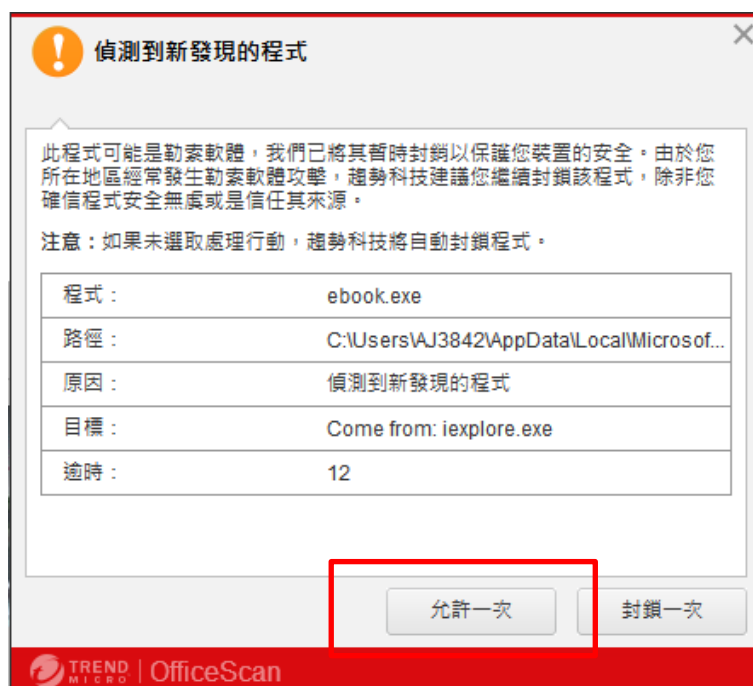 偵測到新發現的程式
此程式可能是勒索軟體，我們已將其暫時封鎖以保護您裝置的安全。由於您
所在地區經常發生勒索軟體攻擊，趨勢科技建議您繼續封鎖該程式，除非您
確信程式安全無虞或是信任其來源。
注意：如果未選取處理行動，趨勢科技將自動封鎖程式。
程式： ebook.exe
路徑： C:\Users\AJ3842\AppData\Local\Microsof...
原因： 偵測到新發現的程式
目標： Come from: iexplore.exe
逾時： 12
允許一次 封鎖一次
TREND MICRO | OfficeScan